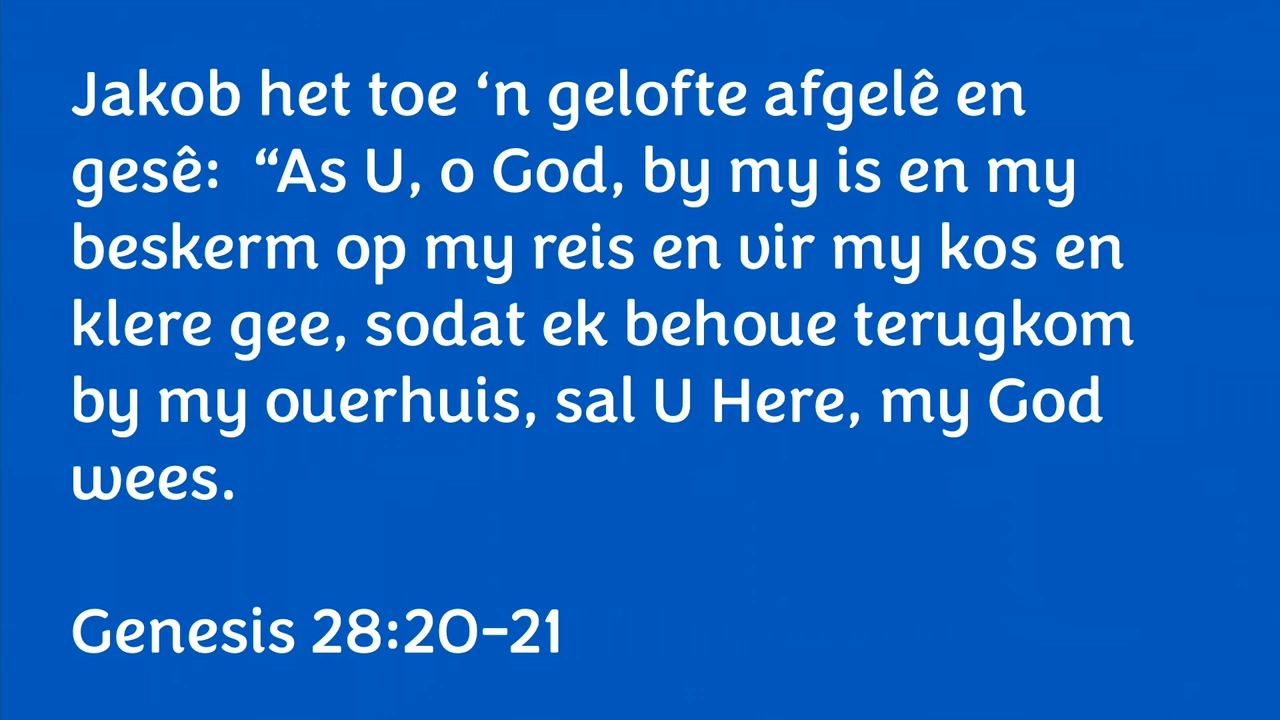 Jakob het toe ‘n gelofte afgelê en
gesê:  “As U, o God, by my is en my
beskerm op my reis en vir my kos en
klere gee, sodat ek behoue terugkom
by my ouerhuis, sal U Here, my God
wees.
Genesis 28:20-21